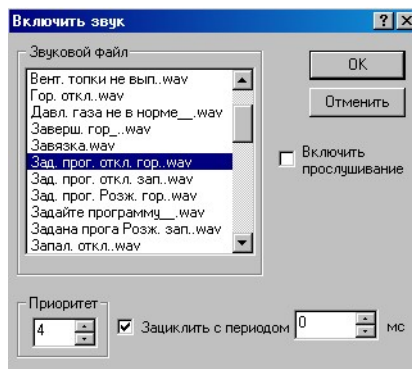 Включить звук
Звуковой файл
Вент. топки не вып..wav
Гор. откл..wav
Давл. газа не в норме__.wav
Заверш. гор_..wav
Завязка.wav
Зад. прог. откл. гор..wav
Зад. прог. откл. зап..wav
Зад. прог. Розж. гор..wav
Задайте программу__.wav
Задана прога Розж. зап..wav
Запал. откл..wav
OK
Отменить
Включить
прослушивание
Приоритет
4
Зациклить с периодом 0 мс